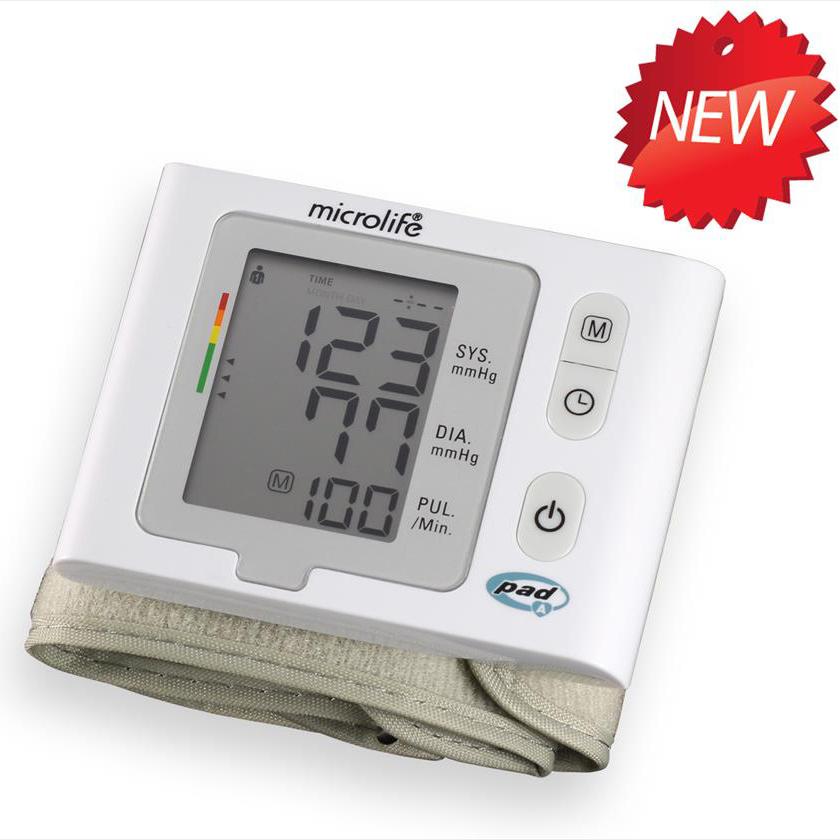 NEW
microlife®
TIME
MONTH DAY
--:--
123
SYS.
mmHg
77
DIA.
mmHg
M 100
PUL.
/Min.
M
pad
A